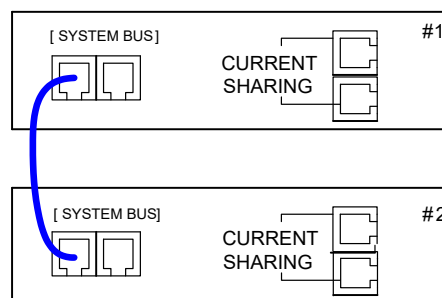 [ SYSTEM BUS ]
CURRENT
SHARING
#1
[ SYSTEM BUS]
CURRENT
SHARING
#2